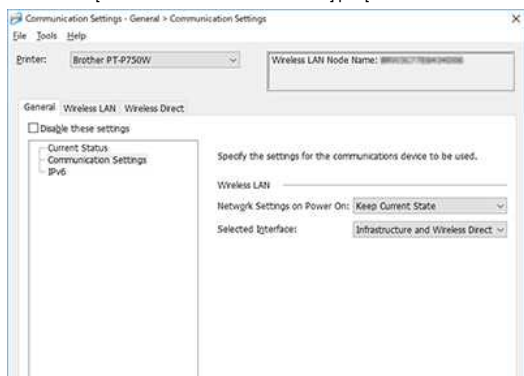 Communication Settings - General > Communication Settings
File Tools Help
Printer: Brother PT-P750W
Wireless LAN Node Name:
General Wireless LAN Wireless Direct
Disable these settings
Current Status
Communication Settings
IPv6
Specify the settings for the communications device to be used.
Wireless LAN
Network Settings on Power On: Keep Current State
Selected Interface: Infrastructure and Wireless Direct